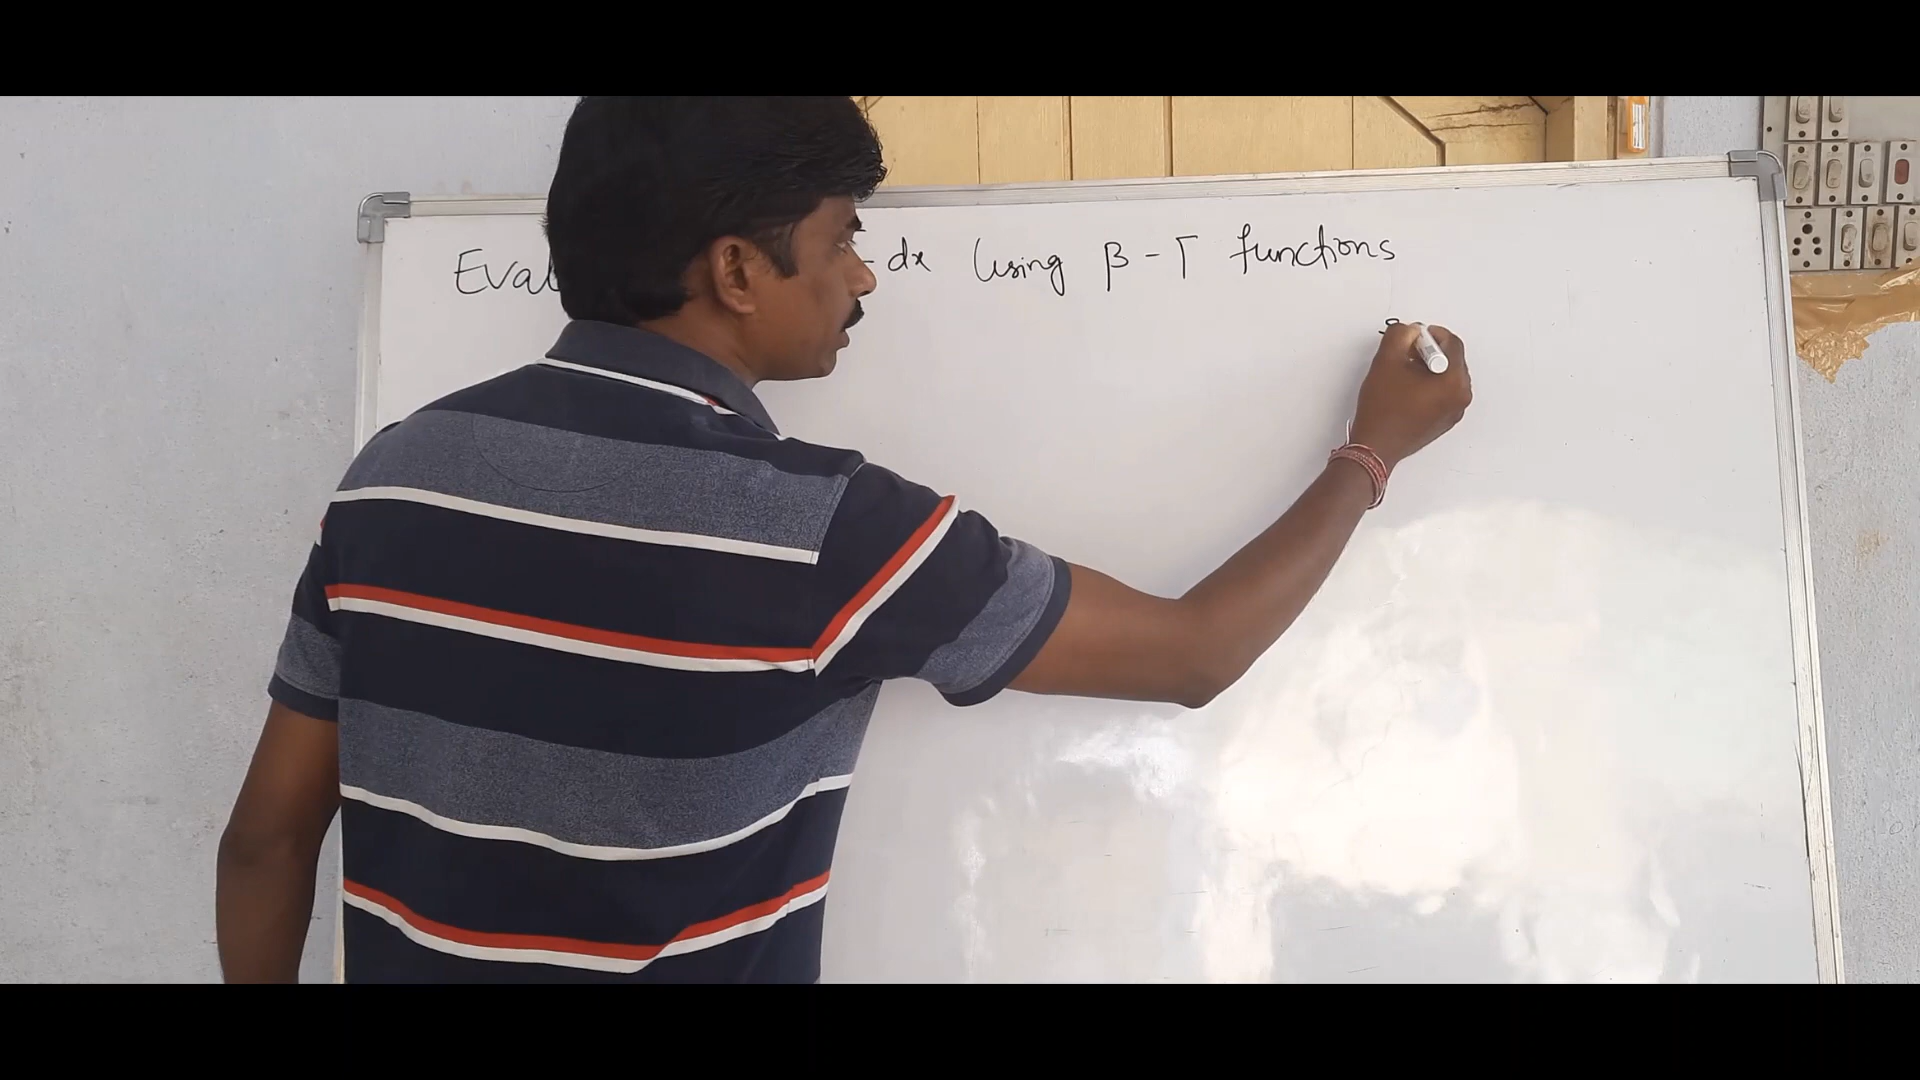 Eval dx Using β - Γ functions